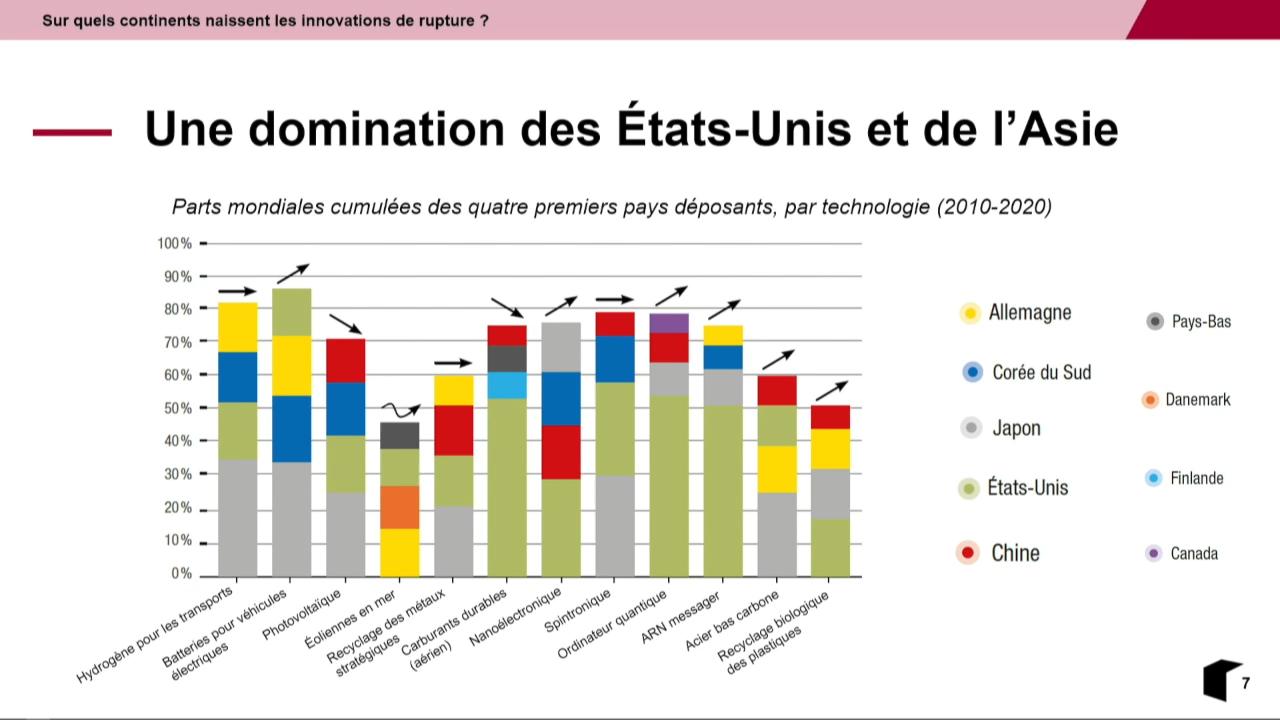 Sur quels continents naissent les innovations de rupture ?
Une domination des États-Unis et de l’Asie
Parts mondiales cumulées des quatre premiers pays déposants, par technologie (2010-2020)
100 %
90 %
80 %
70 %
60 %
50 %
40 %
30 %
20 %
10 %
0 %
Hydrogène pour les transports
Batteries pour véhicules
électriques
Photovoltaïque
Éoliennes en mer
Recyclage des métaux
stratégiques
Carburants durables
(aérien)
Nanoélectronique
Spintronique
Ordinateur quantique
ARN messager
Acier bas carbone
Recyclage biologique
des plastiques
Allemagne
Corée du Sud
Japon
États-Unis
Chine
Pays-Bas
Danemark
Finlande
Canada
7